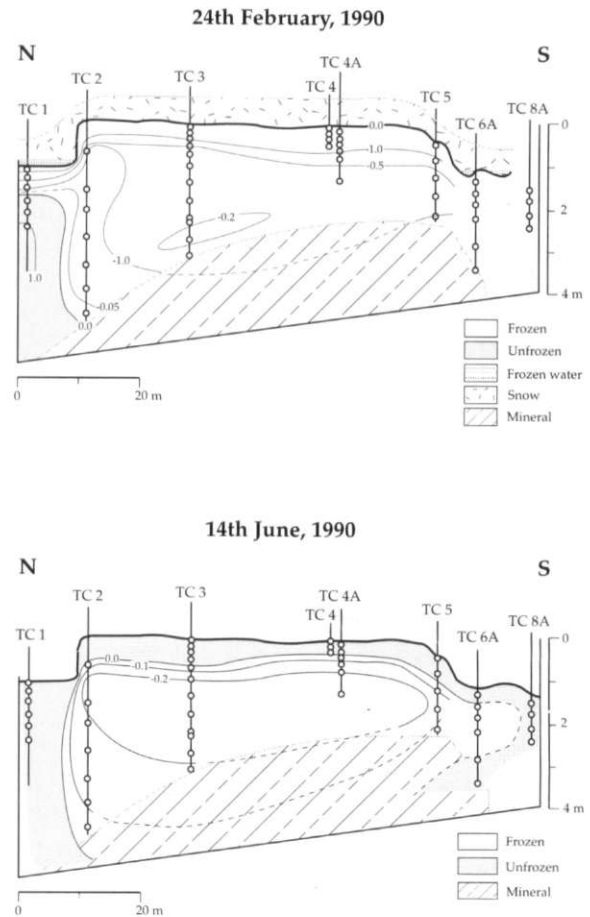 24th February, 1990
N
S
TC 1
TC 2
TC 3
TC 4A
TC 4
TC 5
TC 6A
TC 8A
0.0
-1.0
-0.5
-0.2
-1.0
-0.05
0.0
1.0
0
2
4 m
Frozen
Unfrozen
Frozen water
Snow
Mineral
0
20 m
14th June, 1990
N
S
TC 1
TC 2
TC 3
TC 4A
TC 4
TC 5
TC 6A
TC 8A
0.0
-0.1
-0.2
0
2
4 m
Frozen
Unfrozen
Mineral
0
20 m